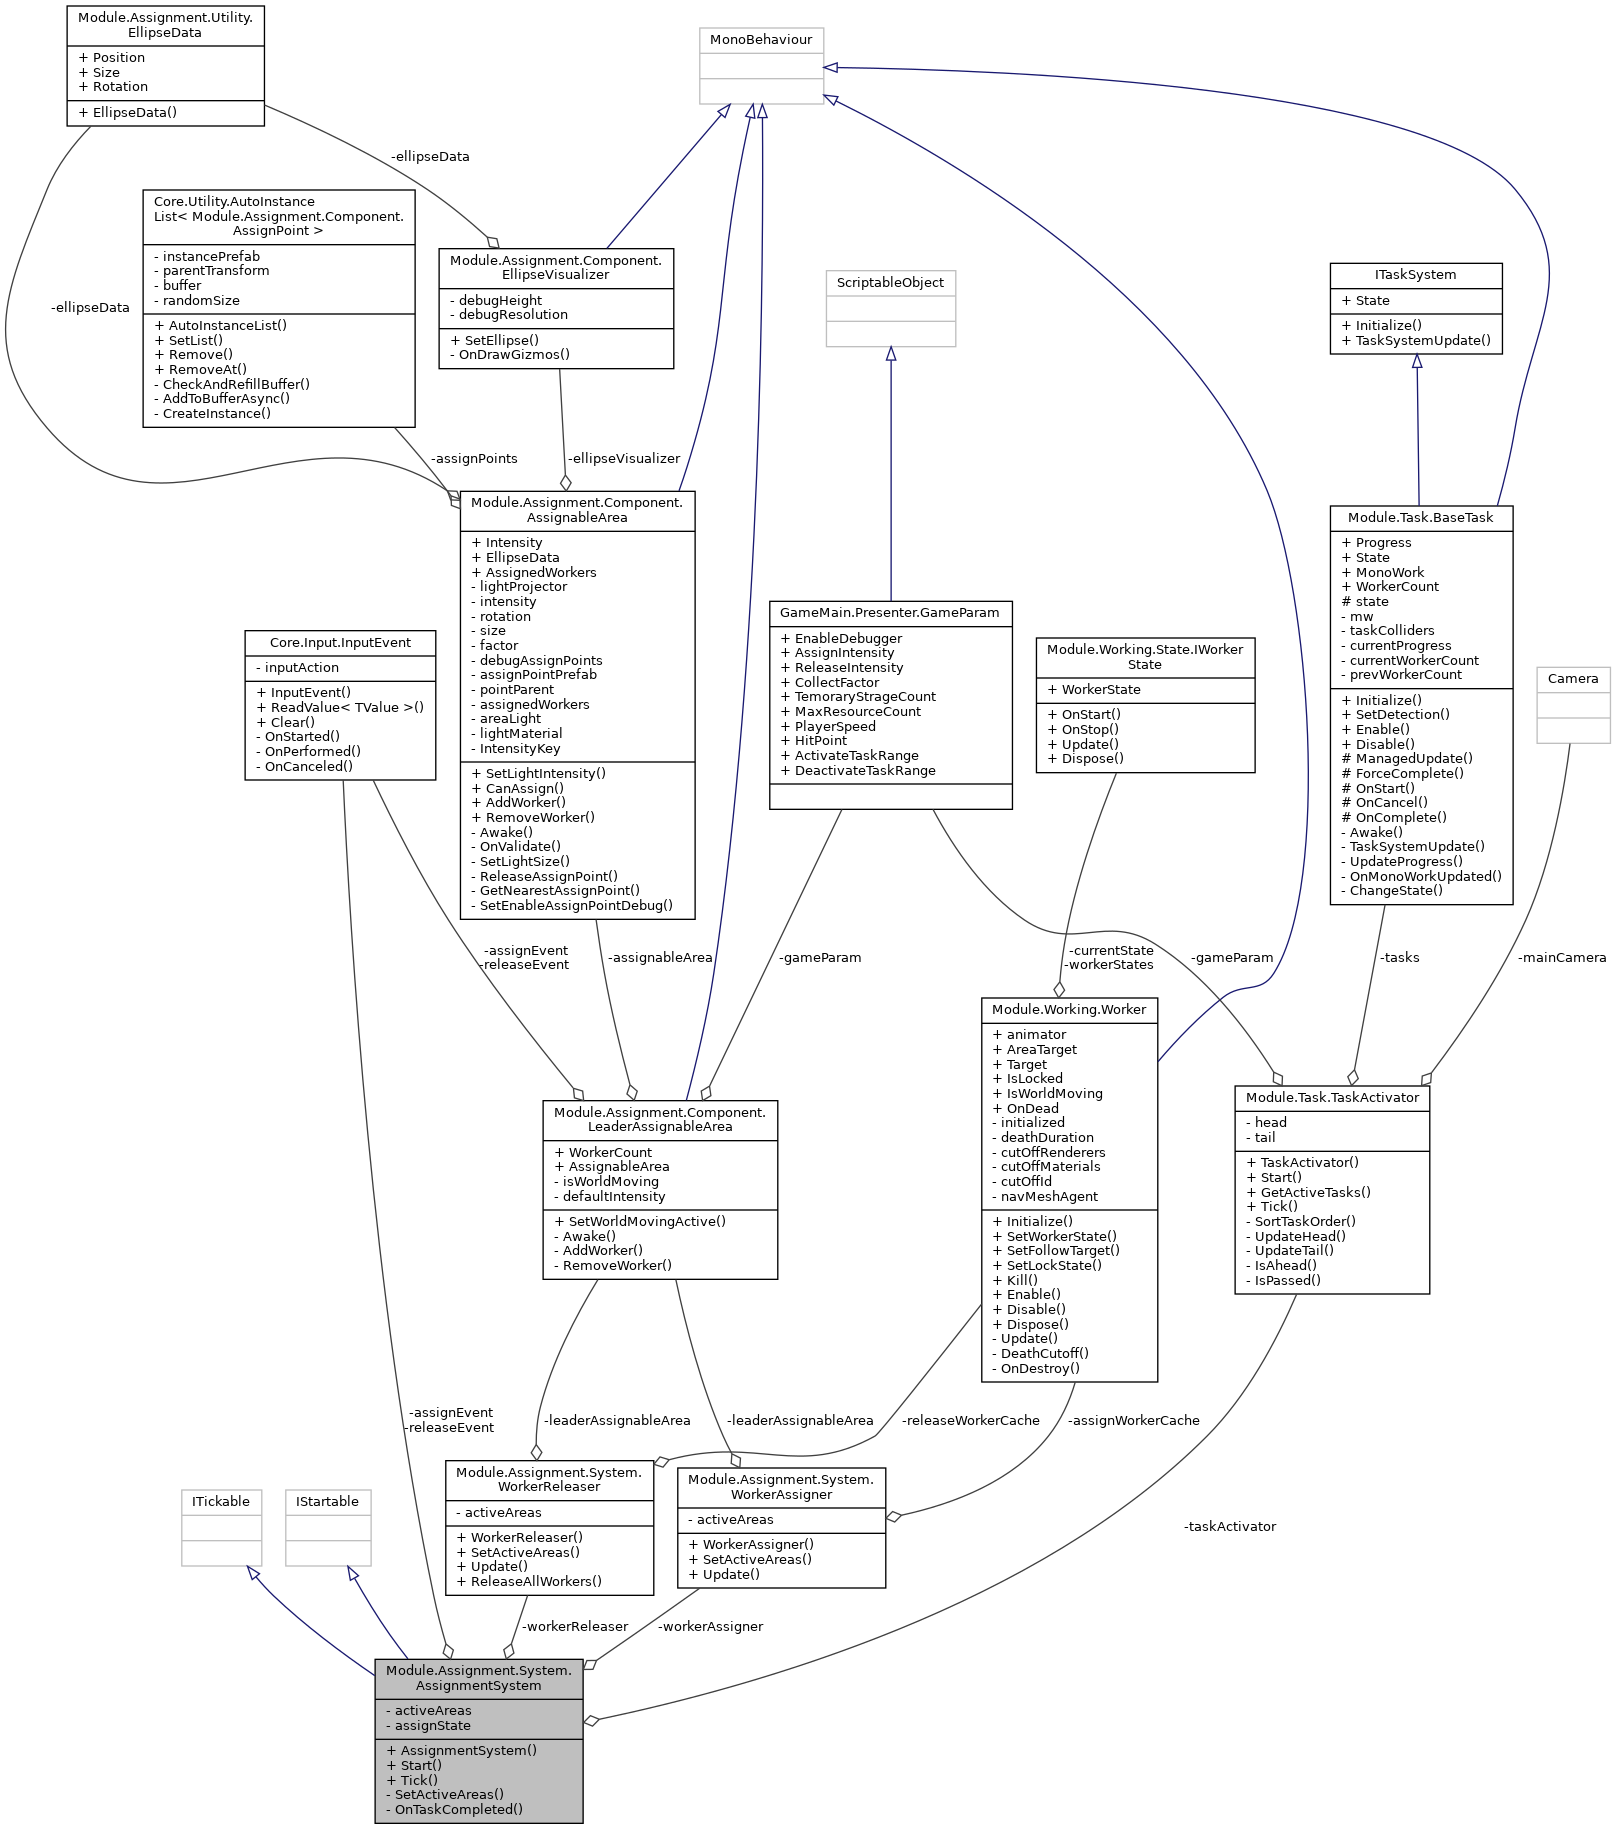 Module.Assignment.Utility.
EllipseData
+ Position
+ Size
+ Rotation
+ EllipseData()
MonoBehaviour
-ellipseData
Core.Utility.AutoInstance
List< Module.Assignment.Component.
AssignPoint >
- instancePrefab
- parentTransform
- buffer
- randomSize
+ AutoInstanceList()
+ SetList()
+ Remove()
+ RemoveAt()
- CheckAndRefillBuffer()
- AddToBufferAsync()
- CreateInstance()
Module.Assignment.Component.
EllipseVisualizer
- debugHeight
- debugResolution
+ SetEllipse()
- OnDrawGizmos()
ScriptableObject
ITaskSystem
+ State
+ Initialize()
+ TaskSystemUpdate()
-ellipseData
-assignPoints
-ellipseVisualizer
Module.Assignment.Component.
AssignableArea
+ Intensity
+ EllipseData
+ AssignedWorkers
- lightProjector
- intensity
- rotation
- size
- factor
- debugAssignPoints
- assignPointPrefab
- pointParent
- assignedWorkers
- areaLight
- lightMaterial
- IntensityKey
+ SetLightIntensity()
+ CanAssign()
+ AddWorker()
+ RemoveWorker()
- Awake()
- OnValidate()
- SetLightSize()
- ReleaseAssignPoint()
- GetNearestAssignPoint()
- SetEnableAssignPointDebug()
Module.Task.BaseTask
+ Progress
+ State
+ MonoWork
+ WorkerCount
# state
- mw
- taskColliders
- currentProgress
- currentWorkerCount
- prevWorkerCount
+ Initialize()
+ SetDetection()
+ Enable()
+ Disable()
# ManagedUpdate()
# ForceComplete()
# OnStart()
# OnCancel()
# OnComplete()
- Awake()
- TaskSystemUpdate()
- UpdateProgress()
- OnMonoWorkUpdated()
- ChangeState()
Core.Input.InputEvent
- inputAction
+ InputEvent()
+ ReadValue< TValue >()
+ Clear()
- OnStarted()
- OnPerformed()
- OnCanceled()
GameMain.Presenter.GameParam
+ EnableDebugger
+ AssignIntensity
+ ReleaseIntensity
+ CollectFactor
+ TemoraryStrageCount
+ MaxResourceCount
+ PlayerSpeed
+ HitPoint
+ ActivateTaskRange
+ DeactivateTaskRange
Module.Working.State.IWorker
State
+ WorkerState
+ OnStart()
+ OnStop()
+ Update()
+ Dispose()
Camera
-assignEvent
-releaseEvent
-assignableArea
-gameParam
-currentState
-workerStates
-gameParam
-tasks
-mainCamera
Module.Working.Worker
+ animator
+ AreaTarget
+ Target
+ IsLocked
+ IsWorldMoving
+ OnDead
- initialized
- deathDuration
- cutOffRenderers
- cutOffMaterials
- cutOffId
- navMeshAgent
+ Initialize()
+ SetWorkerState()
+ SetFollowTarget()
+ SetLockState()
+ Kill()
+ Enable()
+ Disable()
+ Dispose()
- Update()
- DeathCutoff()
- OnDestroy()
Module.Assignment.Component.
LeaderAssignableArea
+ WorkerCount
+ AssignableArea
- isWorldMoving
- defaultIntensity
+ SetWorldMovingActive()
- Awake()
- AddWorker()
- RemoveWorker()
Module.Task.TaskActivator
- head
- tail
+ TaskActivator()
+ Start()
+ GetActiveTasks()
+ Tick()
- SortTaskOrder()
- UpdateHead()
- UpdateTail()
- IsAhead()
- IsPassed()
-assignEvent
-releaseEvent
-leaderAssignableArea
-leaderAssignableArea
-releaseWorkerCache
-assignWorkerCache
Module.Assignment.System.
WorkerReleaser
- activeAreas
+ WorkerReleaser()
+ SetActiveAreas()
+ Update()
+ ReleaseAllWorkers()
Module.Assignment.System.
WorkerAssigner
- activeAreas
+ WorkerAssigner()
+ SetActiveAreas()
+ Update()
ITickable
IStartable
-taskActivator
-workerReleaser
-workerAssigner
Module.Assignment.System.
AssignmentSystem
- activeAreas
- assignState
+ AssignmentSystem()
+ Start()
+ Tick()
- SetActiveAreas()
- OnTaskCompleted()